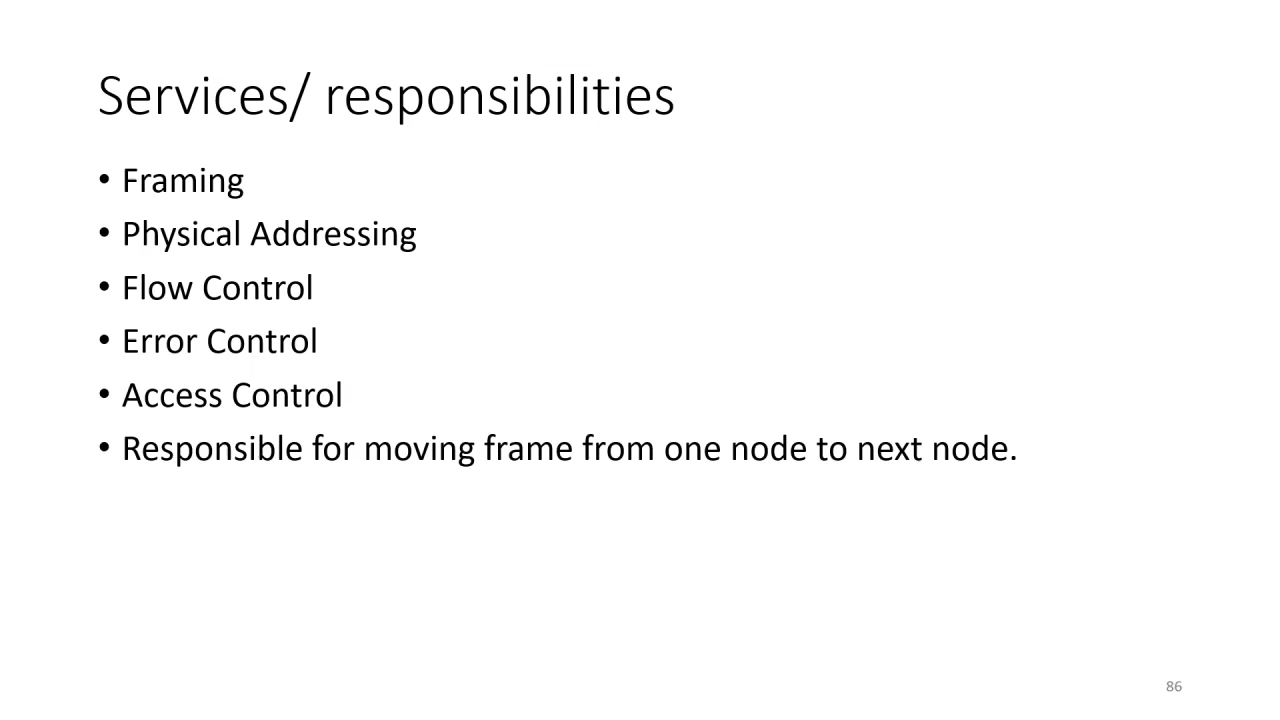 Services/ responsibilities
• Framing
• Physical Addressing
• Flow Control
• Error Control
• Access Control
• Responsible for moving frame from one node to next node.
86